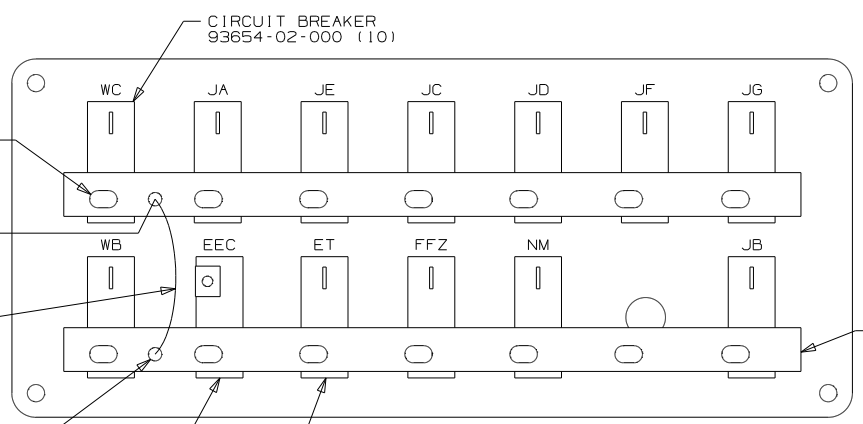 CIRCUIT BREAKER
93654-02-000 (10)
WC JA JE JC JD JF JG
WB EEC ET FFZ NM JB